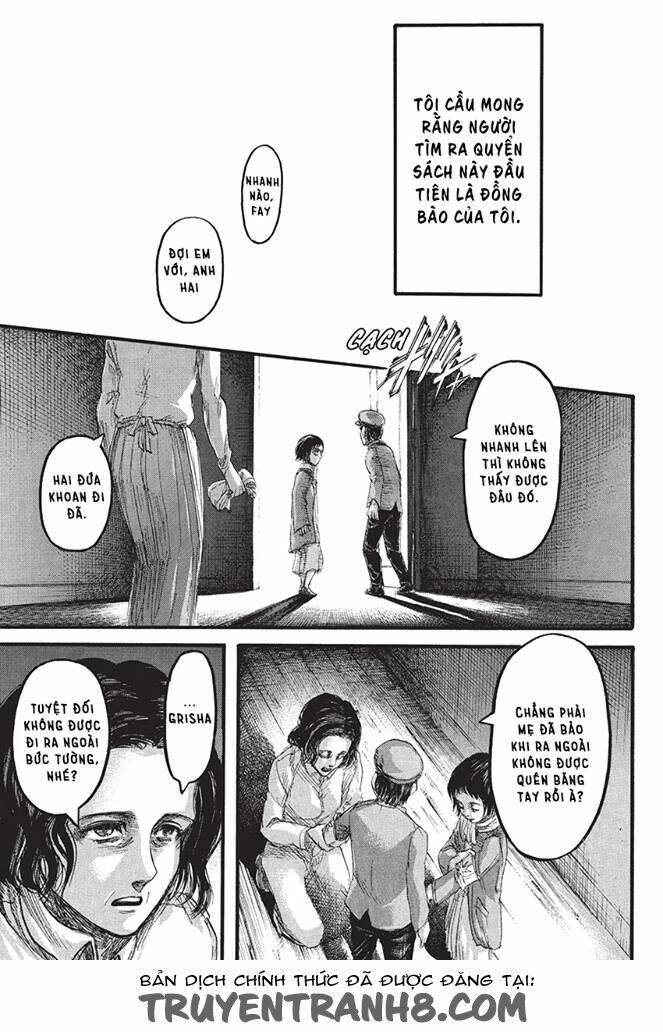 TÔI CẦU MONG
RẰNG NGƯỜI
TÌM RA QUYỂN
SÁCH NÀY ĐẦU
TIÊN LÀ ĐỒNG
BÀO CỦA TÔI.
NHANH
NÀO,
FAY
ĐỢI EM
VỚI, ANH
HAI
CẠCH
KHÔNG
NHANH LÊN
THÌ KHÔNG
THẤY ĐƯỢC
ĐÂU ĐÓ.
HAI ĐỨA
KHOAN ĐI
ĐÃ.
CHẲNG PHẢI
MẸ ĐÃ BẢO
KHI RA NGOÀI
KHÔNG ĐƯỢC
QUÊN BĂNG
TAY RỒI À?
...
GRISHA
TUYỆT ĐỐI
KHÔNG ĐƯỢC
ĐI RA NGOÀI
BỨC TƯỜNG,
NHÉ?
BẢN DỊCH CHÍNH THỨC ĐÃ ĐƯỢC ĐĂNG TẠI:
TRUYENTRANH8.COM